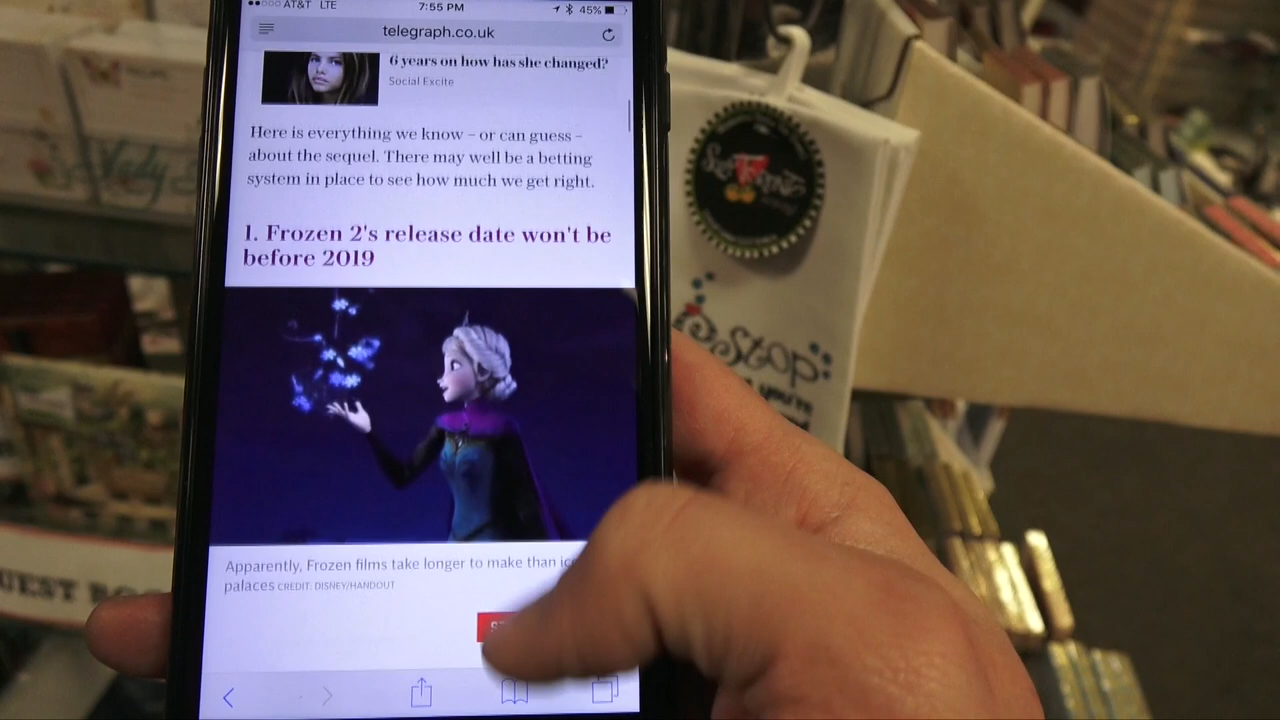 AT&T LTE 7:55 PM 45%
telegraph.co.uk
6 years on how has she changed?
Social Excite
Here is everything we know – or can guess –
about the sequel. There may well be a betting
system in place to see how much we get right.
1. Frozen 2's release date won't be
before 2019
Apparently, Frozen films take longer to make than
palaces CREDIT: DISNEY/HANDOUT
Stop
you're
Lady